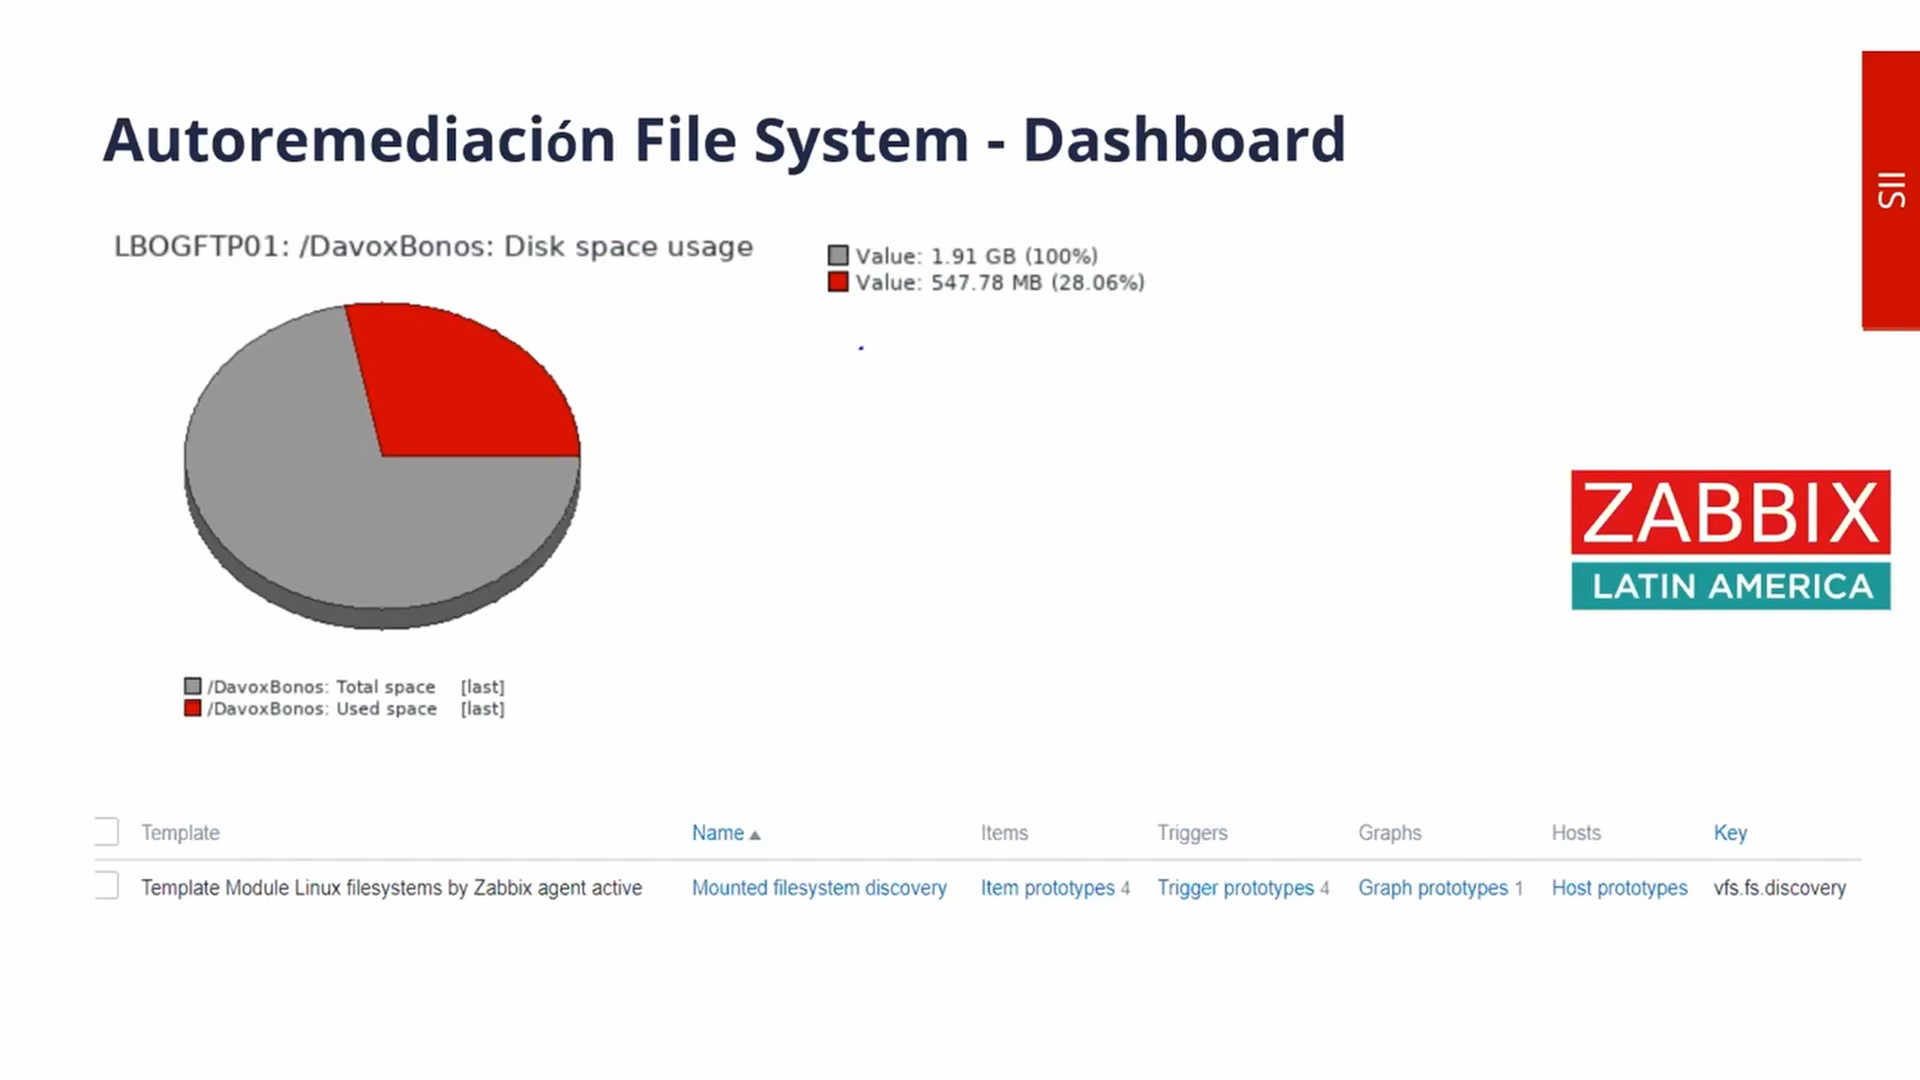 Autoremediación File System - Dashboard
SII
LBOGFTP01: /DavoxBonos: Disk space usage
Value: 1.91 GB (100%)
Value: 547.78 MB (28.06%)
ZABBIX
LATIN AMERICA
/DavoxBonos: Total space [last]
/DavoxBonos: Used space [last]
Template Name ▲ Items Triggers Graphs Hosts Key
Template Module Linux filesystems by Zabbix agent active Mounted filesystem discovery Item prototypes 4 Trigger prototypes 4 Graph prototypes 1 Host prototypes vfs.fs.discovery